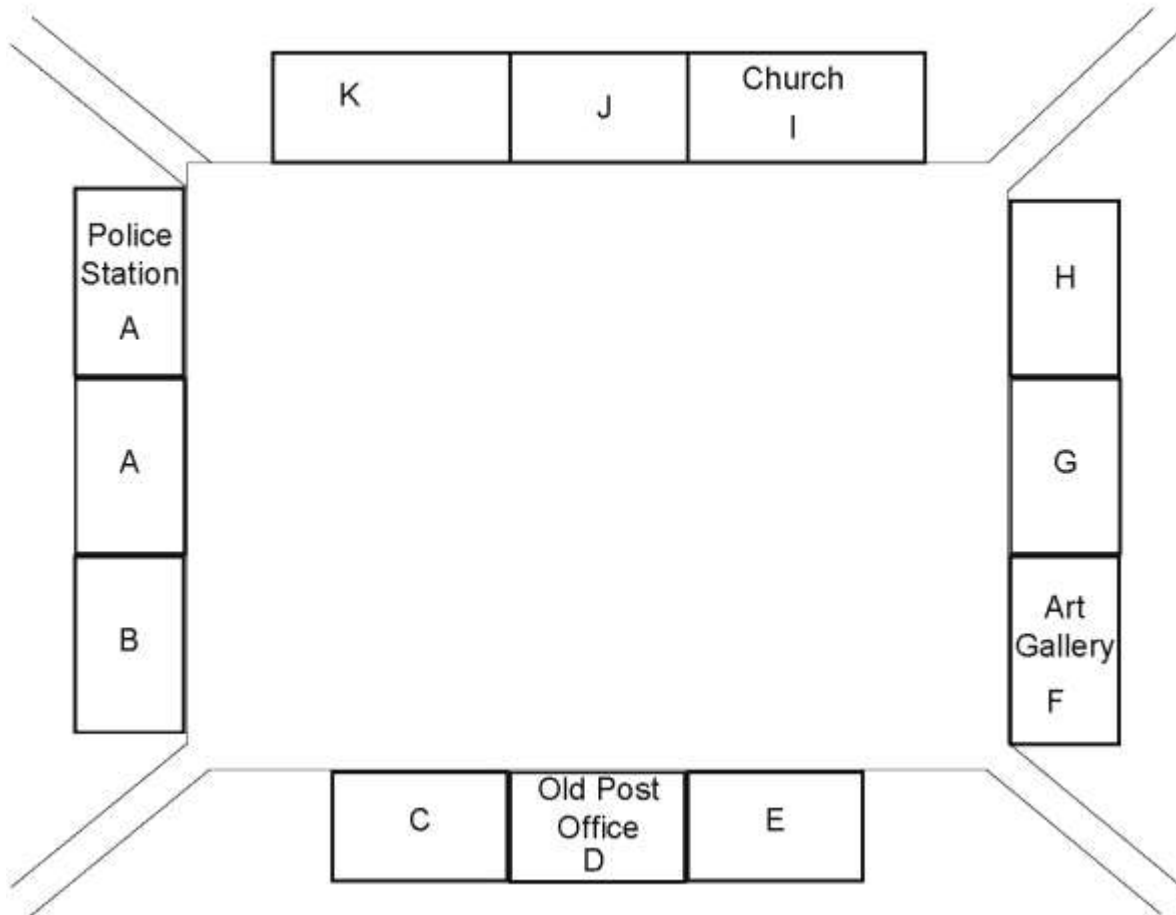 K
J
Church
I
Police
Station
A
H
A
G
B
Art
Gallery
F
C
Old Post
Office
D
E